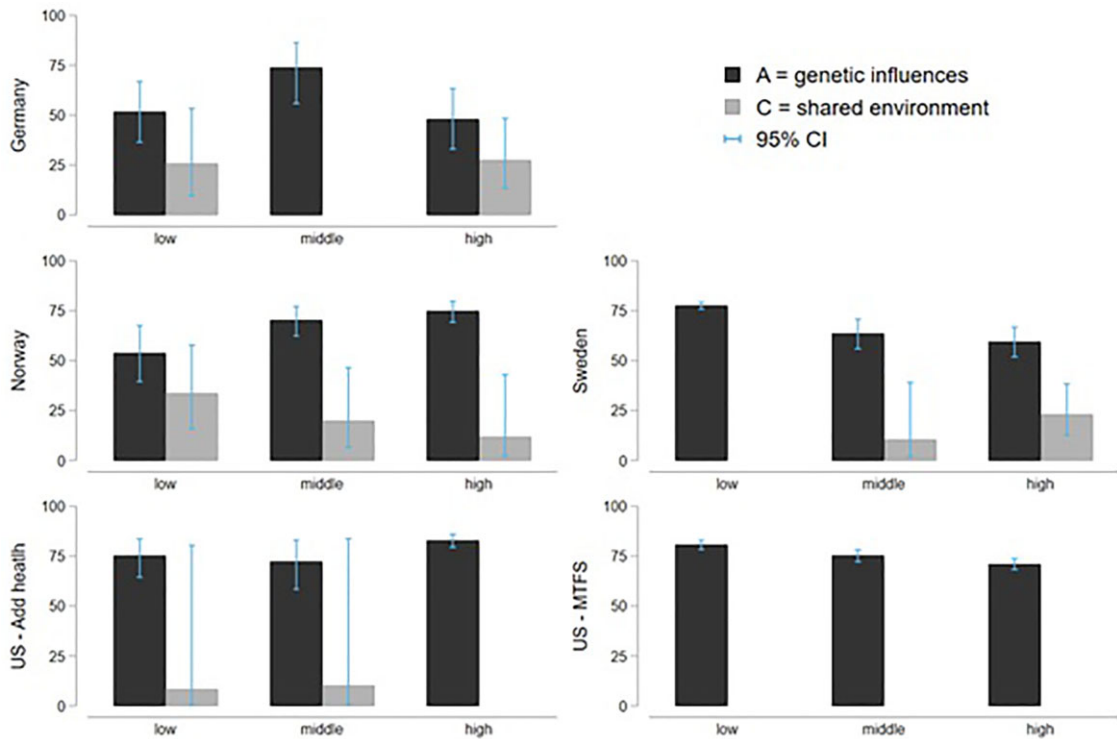 Germany
100
75
50
25
0
low middle high
A = genetic influences
C = shared environment
95% CI
Norway
100
75
50
25
0
low middle high
Sweden
100
75
50
25
0
low middle high
US - Add heatlh
100
75
50
25
0
low middle high
US - MTFS
100
75
50
25
0
low middle high